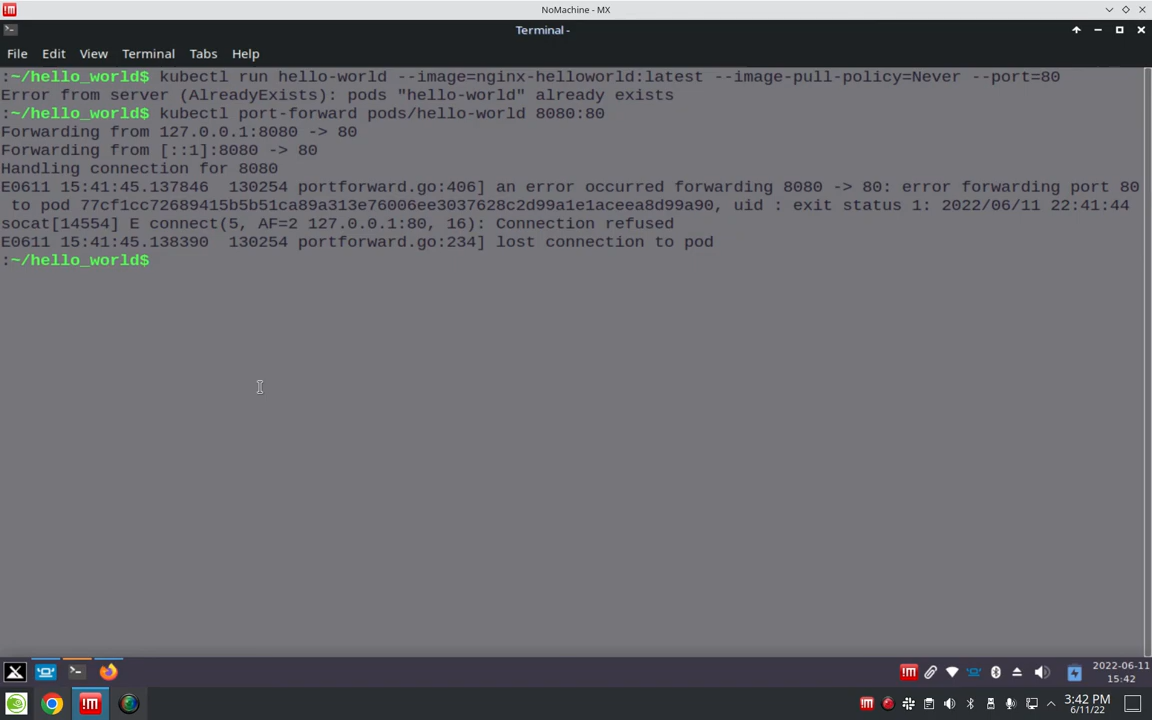 NoMachine - MX
Terminal -
File Edit View Terminal Tabs Help
:~/hello_world$ kubectl run hello-world --image=nginx-helloworld:latest --image-pull-policy=Never --port=80
Error from server (AlreadyExists): pods "hello-world" already exists
:~/hello_world$ kubectl port-forward pods/hello-world 8080:80
Forwarding from 127.0.0.1:8080 -> 80
Forwarding from [::1]:8080 -> 80
Handling connection for 8080
E0611 15:41:45.137846  130254 portforward.go:406] an error occurred forwarding 8080 -> 80: error forwarding port 80
 to pod 77cf1cc72689415b5b51ca89a313e76006ee3037628c2d99a1e1aceea8d99a90, uid : exit status 1: 2022/06/11 22:41:44
socat[14554] E connect(5, AF=2 127.0.0.1:80, 16): Connection refused
E0611 15:41:45.138390  130254 portforward.go:234] lost connection to pod
:~/hello_world$
2022-06-11
15:42
3:42 PM
6/11/22